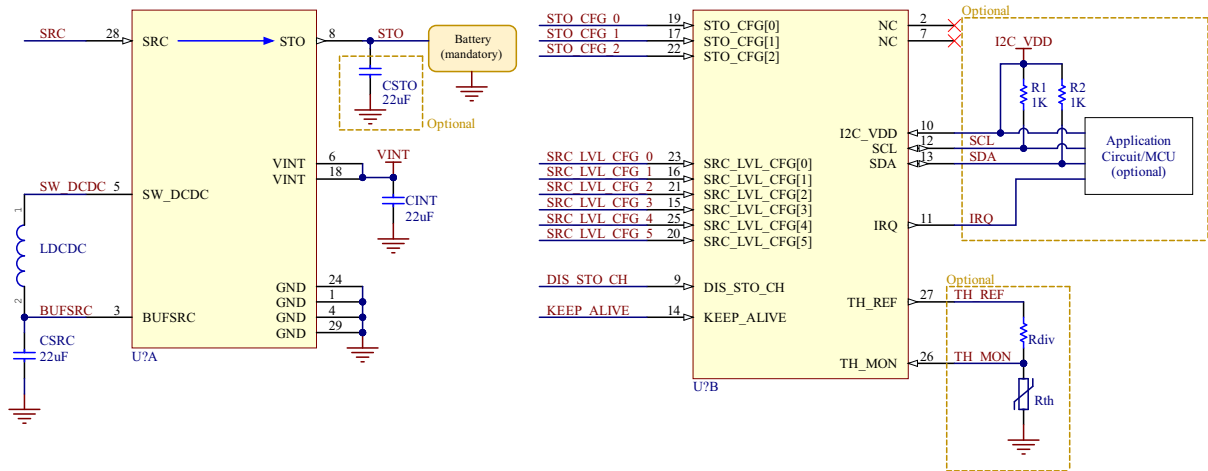 SRC 28 SRC STO 8 STO
Battery
(mandatory)
CSTO
22uF
Optional
VINT 6
VINT 18
VINT
CINT
22uF
SW_DCDC 5 SW_DCDC
1
LDCDC
2
BUFSRC 3 BUFSRC
CSRC
22uF
GND 24
GND 1
GND 4
GND 29
U?A
STO_CFG_0 19 STO_CFG[0]
STO_CFG_1 17 STO_CFG[1]
STO_CFG_2 22 STO_CFG[2]
SRC_LVL_CFG_0 23 SRC_LVL_CFG[0]
SRC_LVL_CFG_1 16 SRC_LVL_CFG[1]
SRC_LVL_CFG_2 21 SRC_LVL_CFG[2]
SRC_LVL_CFG_3 15 SRC_LVL_CFG[3]
SRC_LVL_CFG_4 25 SRC_LVL_CFG[4]
SRC_LVL_CFG_5 20 SRC_LVL_CFG[5]
DIS_STO_CH 9 DIS_STO_CH
KEEP_ALIVE 14 KEEP_ALIVE
NC 2
NC 7
Optional
I2C_VDD
R1
1K
R2
1K
I2C_VDD 10
SCL 12 SCL
SDA 13 SDA
IRQ 11 IRQ
Application
Circuit/MCU
(optional)
Optional
TH_REF 27 TH_REF
Rdiv
TH_MON 26 TH_MON
Rth
U?B